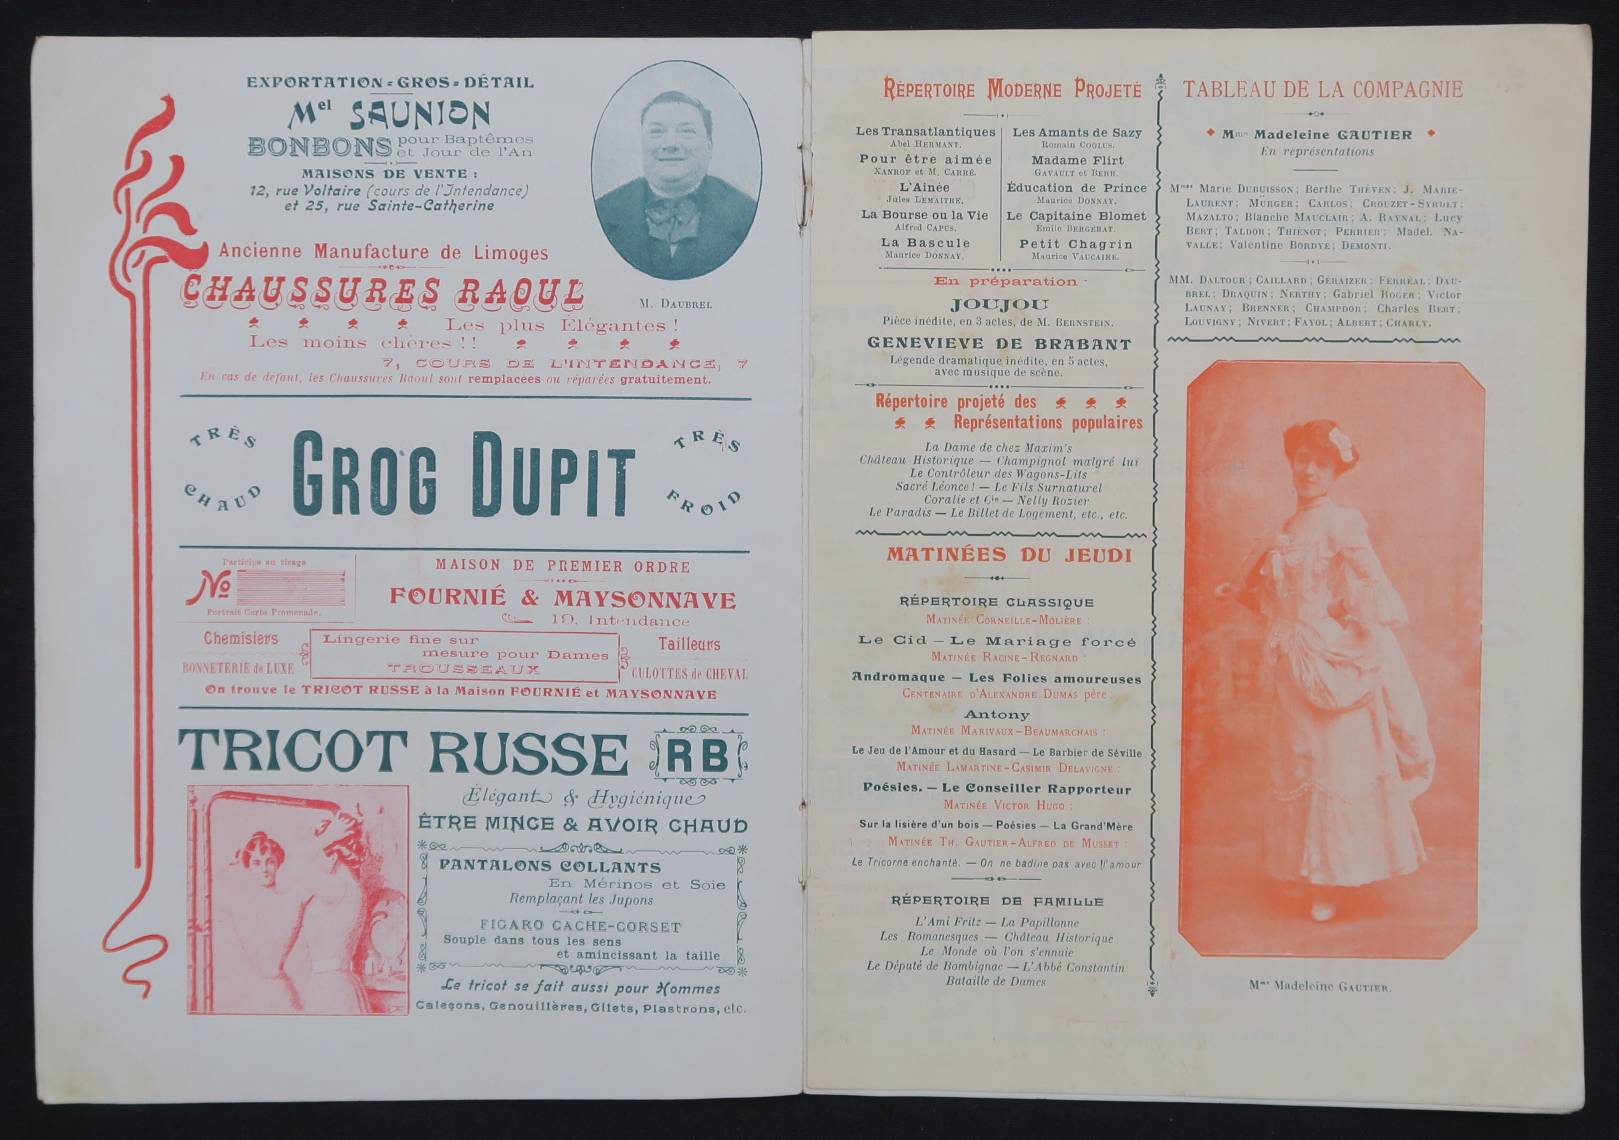 EXPORTATION - GROS - DÉTAIL
Mel SAUNION
BONBONS pour Baptêmes
et Jour de l'An
MAISONS DE VENTE :
12, rue Voltaire (cours de l'Intendance)
et 25, rue Sainte-Catherine
M. DAUBREL
Ancienne Manufacture de Limoges
CHAUSSURES RAOUL
Les plus Élégantes !
Les moins chères !!
7, COURS DE L'INTENDANCE, 7
En cas de défaut, les Chaussures Raoul sont remplacées ou réparées gratuitement.
TRÈS CHAUD
GROG DUPIT
TRÈS FROID
Participe au tirage
No
Portrait Carte Promenade.
MAISON DE PREMIER ORDRE
FOURNIÉ & MAYSONNAVE
19, Intendance
Chemisiers
BONNETERIE de LUXE
Lingerie fine sur
mesure pour Dames
TROUSSEAUX
Tailleurs
CULOTTES de CHEVAL
On trouve le TRICOT RUSSE à la Maison FOURNIÉ et MAYSONNAVE
TRICOT RUSSE RB
Élégant & Hygiénique
ÊTRE MINCE & AVOIR CHAUD
PANTALONS COLLANTS
En Mérinos et Soie
Remplaçant les Jupons
FIGARO CACHE-CORSET
Souple dans tous les sens
et amincissant la taille
Le tricot se fait aussi pour Hommes
Caleçons, Genouillères, Gilets, Plastrons, etc.
RÉPERTOIRE MODERNE PROJETÉ
Les Transatlantiques
Abel HERMANT.
Pour être aimée
XANROF et M. CARRÉ.
L'Ainée
Jules LEMAITRE.
La Bourse ou la Vie
Alfred CAPUS.
La Bascule
Maurice DONNAY.
Les Amants de Sazy
Romain COOLUS.
Madame Flirt
GAVAULT et BERR.
Éducation de Prince
Maurice DONNAY.
Le Capitaine Blomet
Emile BERGERAT.
Petit Chagrin
Maurice VAUCAIRE.
En préparation :
JOUJOU
Pièce inédite, en 3 actes, de M. BERNSTEIN.
GENEVIEVE DE BRABANT
Légende dramatique inédite, en 5 actes,
avec musique de scène.
Répertoire projeté des
Représentations populaires
La Dame de chez Maxim's
Château Historique — Champignol malgré lui
Le Contrôleur des Wagons-Lits
Sacré Léonce ! — Le Fils Surnaturel
Coralie et Cie — Nelly Rozier
Le Paradis — Le Billet de Logement, etc., etc.
MATINÉES DU JEUDI
RÉPERTOIRE CLASSIQUE
MATINÉE CORNEILLE-MOLIÈRE :
Le Cid — Le Mariage forcé
MATINÉE RACINE-REGNARD :
Andromaque — Les Folies amoureuses
CENTENAIRE D'ALEXANDRE DUMAS père :
Antony
MATINÉE MARIVAUX-BEAUMARCHAIS :
Le Jeu de l'Amour et du Hasard — Le Barbier de Séville
MATINÉE LAMARTINE-CASIMIR DELAVIGNE :
Poésies. — Le Conseiller Rapporteur
MATINÉE VICTOR HUGO :
Sur la lisière d'un bois — Poésies — La Grand'Mère
MATINÉE TH. GAUTIER-ALFRED DE MUSSET :
Le Tricorne enchanté. — On ne badine pas avec l'amour
RÉPERTOIRE DE FAMILLE
L'Ami Fritz — La Papillonne
Les Romanesques — Château Historique
Le Monde où l'on s'ennuie
Le Député de Bombignac — L'Abbé Constantin
Bataille de Dames
TABLEAU DE LA COMPAGNIE
Mme Madeleine GAUTIER
En représentations
Mmes Marie DUBUISSON ; Berthe THÉVEN ; J. MARIE-
LAURENT ; MURGER ; CARLOS ; CROUZET-SYRDET ;
MAZALTO ; Blanche MAUCLAIR ; A. RAYNAL ; Lucy
BERT ; TALDOR ; THIÉNOT ; PERRIER ; Madel. NA-
VALLE ; Valentine BORDYE ; DEMONTI.
MM. DALTOUR ; CAILLARD ; GÉRAIZER ; FERRÉAL ; DAU-
BREL ; DRAQUIN ; NERTHY ; Gabriel ROGER ; Victor
LAUNAY ; BRENNER ; CHAMPDOR ; Charles BERT ;
LOUVIGNY ; NIVERT ; FAYOL ; ALBERT ; CHARLY.
Mme Madeleine GAUTIER.